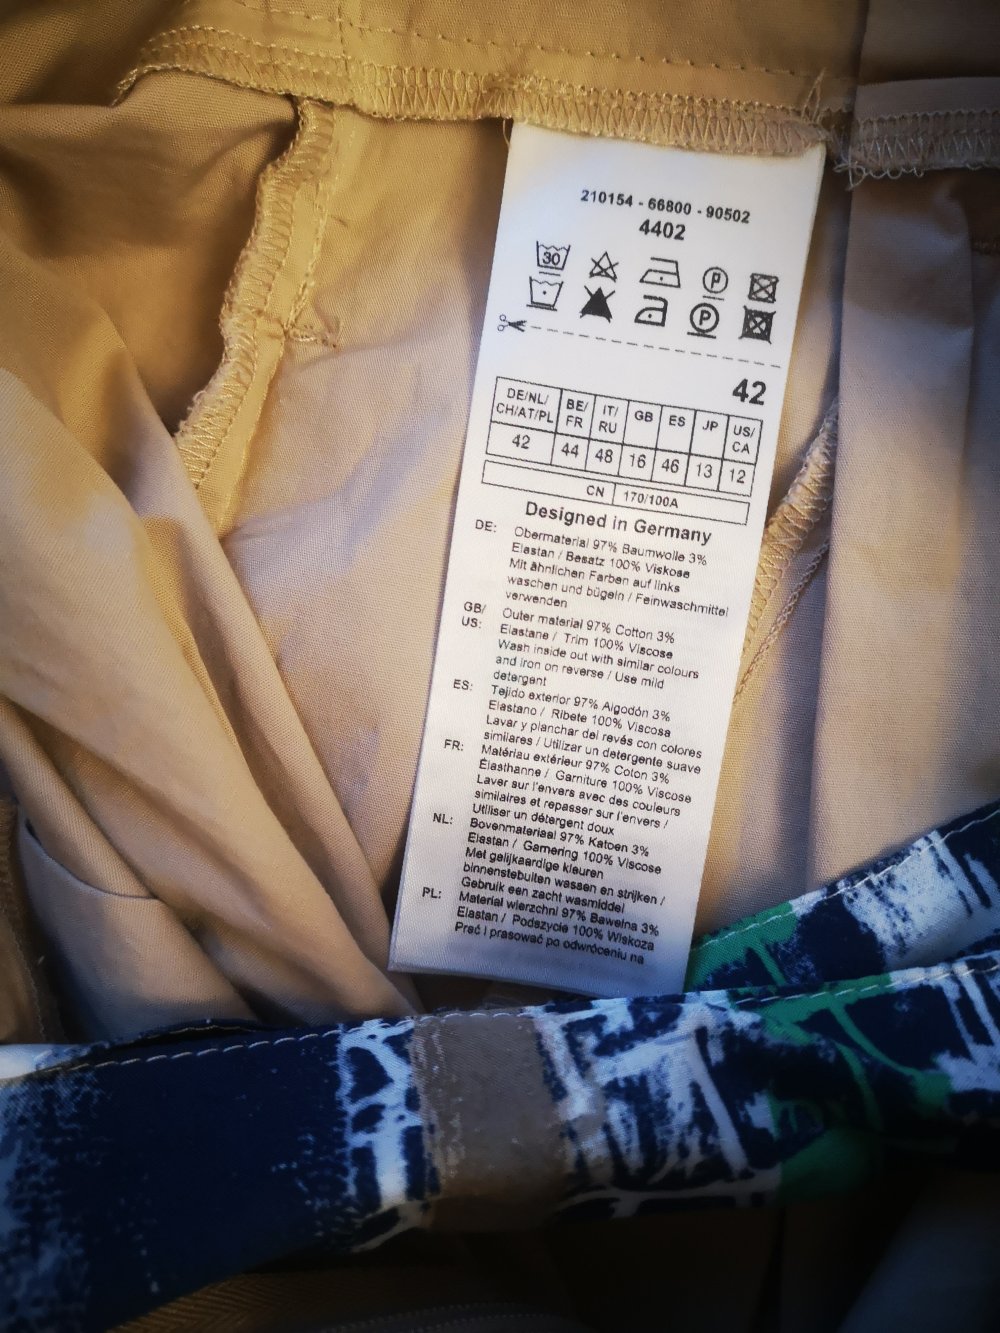 210154 - 66800 - 90502
4402
30 P
P
42
DE/NL/ CH/AT/PL BE/ FR IT/ RU GB ES JP US/ CA
42 44 48 16 46 13 12
CN 170/100A
Designed in Germany
DE: Obermaterial 97% Baumwolle 3%
Elastan / Besatz 100% Viskose
Mit ähnlichen Farben auf links
waschen und bügeln / Feinwaschmittel
verwenden
GB/ US: Outer material 97% Cotton 3%
Elastane / Trim 100% Viscose
Wash inside out with similar colours
and iron on reverse / Use mild
detergent
ES: Tejido exterior 97% Algodón 3%
Elastano / Ribete 100% Viscosa
Lavar y planchar del revés con colores
similares / Utilizar un detergente suave
FR: Matériau extérieur 97% Coton 3%
Élasthanne / Garniture 100% Viscose
Laver sur l'envers avec des couleurs
similaires et repasser sur l'envers /
Utiliser un détergent doux
NL: Bovenmateriaal 97% Katoen 3%
Elastan / Garnering 100% Viscose
Met gelijkaardige kleuren
binnenstebuiten wassen en strijken /
Gebruik een zacht wasmiddel
PL: Materiał wierzchni 97% Bawełna 3%
Elastan / Podszycie 100% Wiskoza
Prać i prasować po odwróceniu na